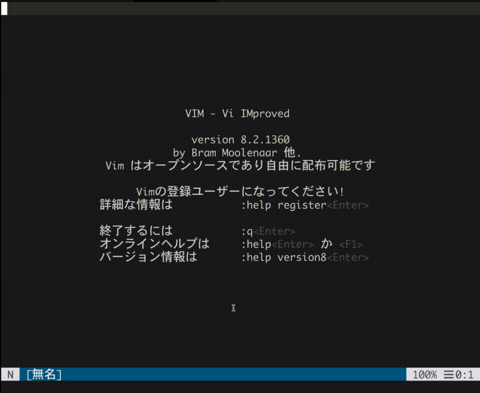 VIM - Vi IMproved
version 8.2.1360
by Bram Moolenaar 他.
Vim はオープンソースであり自由に配布可能です
Vimの登録ユーザーになってください!
詳細な情報は :help register<Enter>
終了するには :q<Enter>
オンラインヘルプは :help<Enter> か <F1>
バージョン情報は :help version8<Enter>
N [無名] 100% ☰0:1